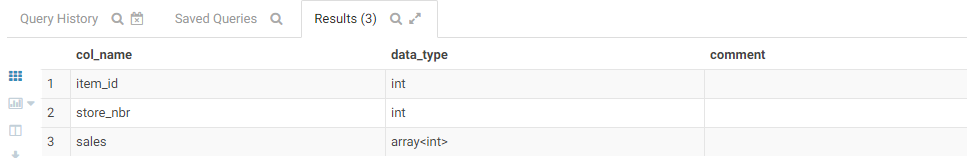 Query History Saved Queries Results (3)
col_name data_type comment
1 item_id int
2 store_nbr int
3 sales array<int>